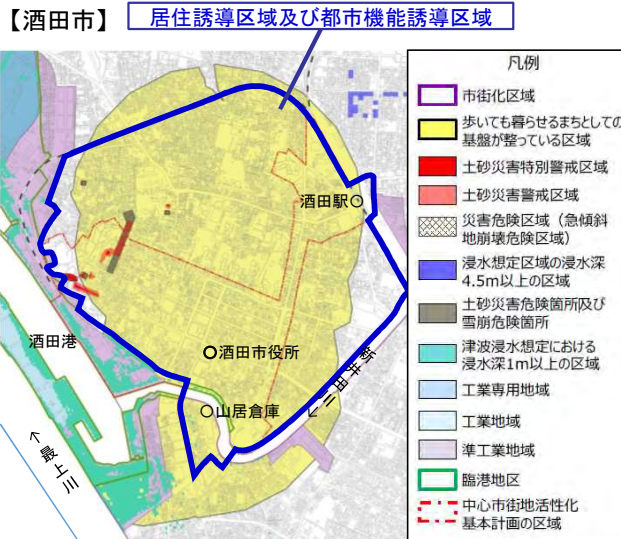 【酒田市】
居住誘導区域及び都市機能誘導区域
酒田駅
酒田港
酒田市役所
新井田川
↓
山居倉庫
←最上川
凡例
市街化区域
歩いても暮らせるまちとしての
基盤が整っている区域
土砂災害特別警戒区域
土砂災害警戒区域
災害危険区域（急傾斜
地崩壊危険区域）
浸水想定区域の浸水深
4.5m以上の区域
土砂災害危険箇所及び
雪崩危険箇所
津波浸水想定における
浸水深1m以上の区域
工業専用地域
工業地域
準工業地域
臨港地区
中心市街地活性化
基本計画の区域